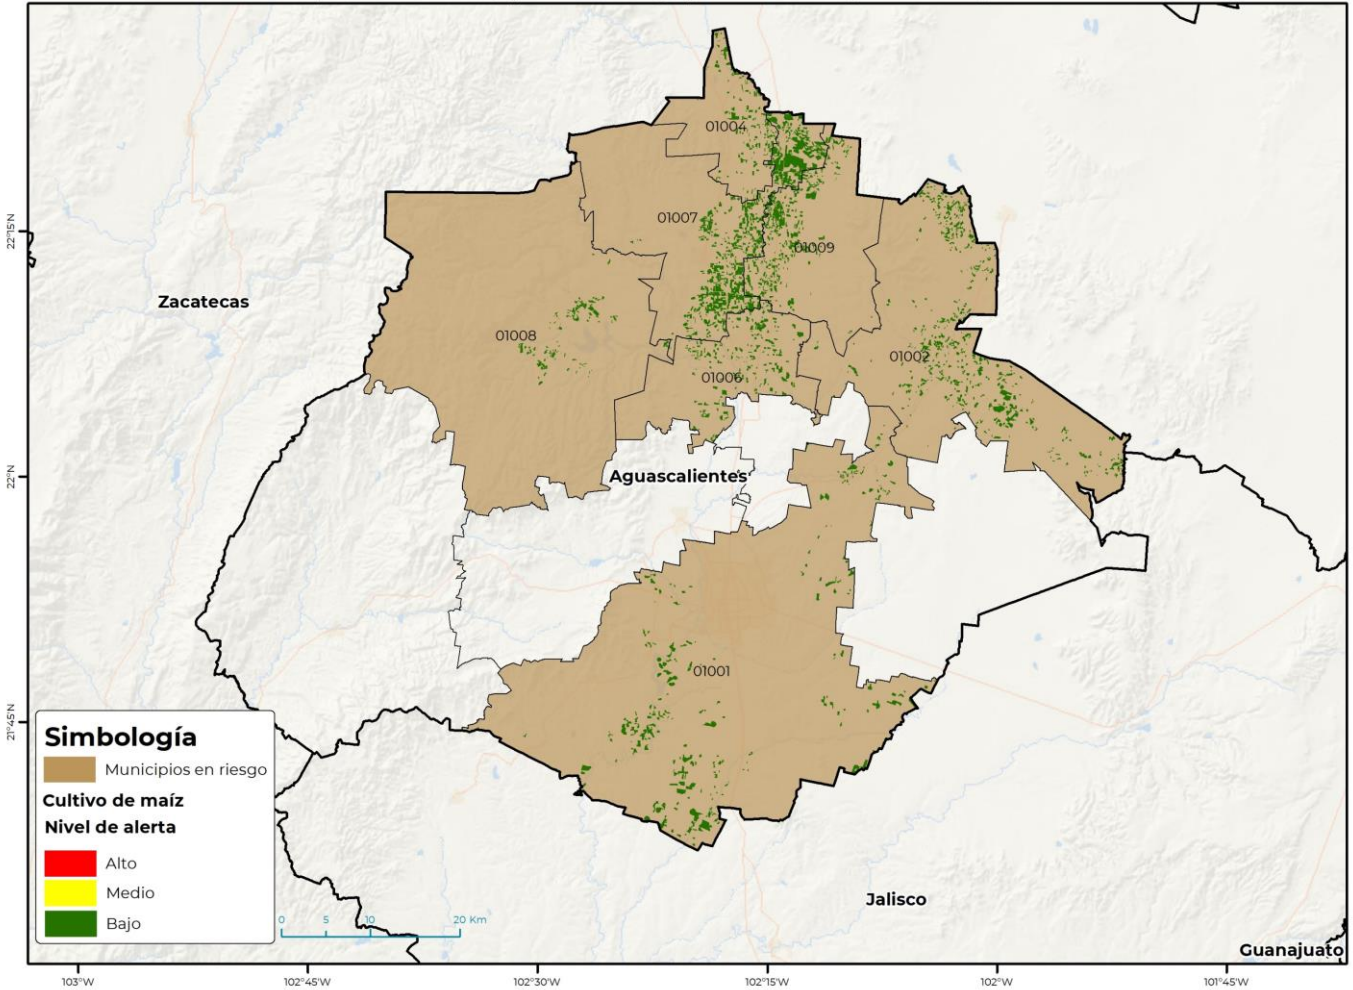 01004
01007
01009
22°15'N
Zacatecas
01008
01002
01006
22°N
Aguascalientes
01001
21°45'N
Simbología
Municipios en riesgo
Cultivo de maíz
Nivel de alerta
Alto
Medio
Bajo
0 5 10 20 Km
Jalisco
Guanajuato
103°W 102°45'W 102°30'W 102°15'W 102°W 101°45'W